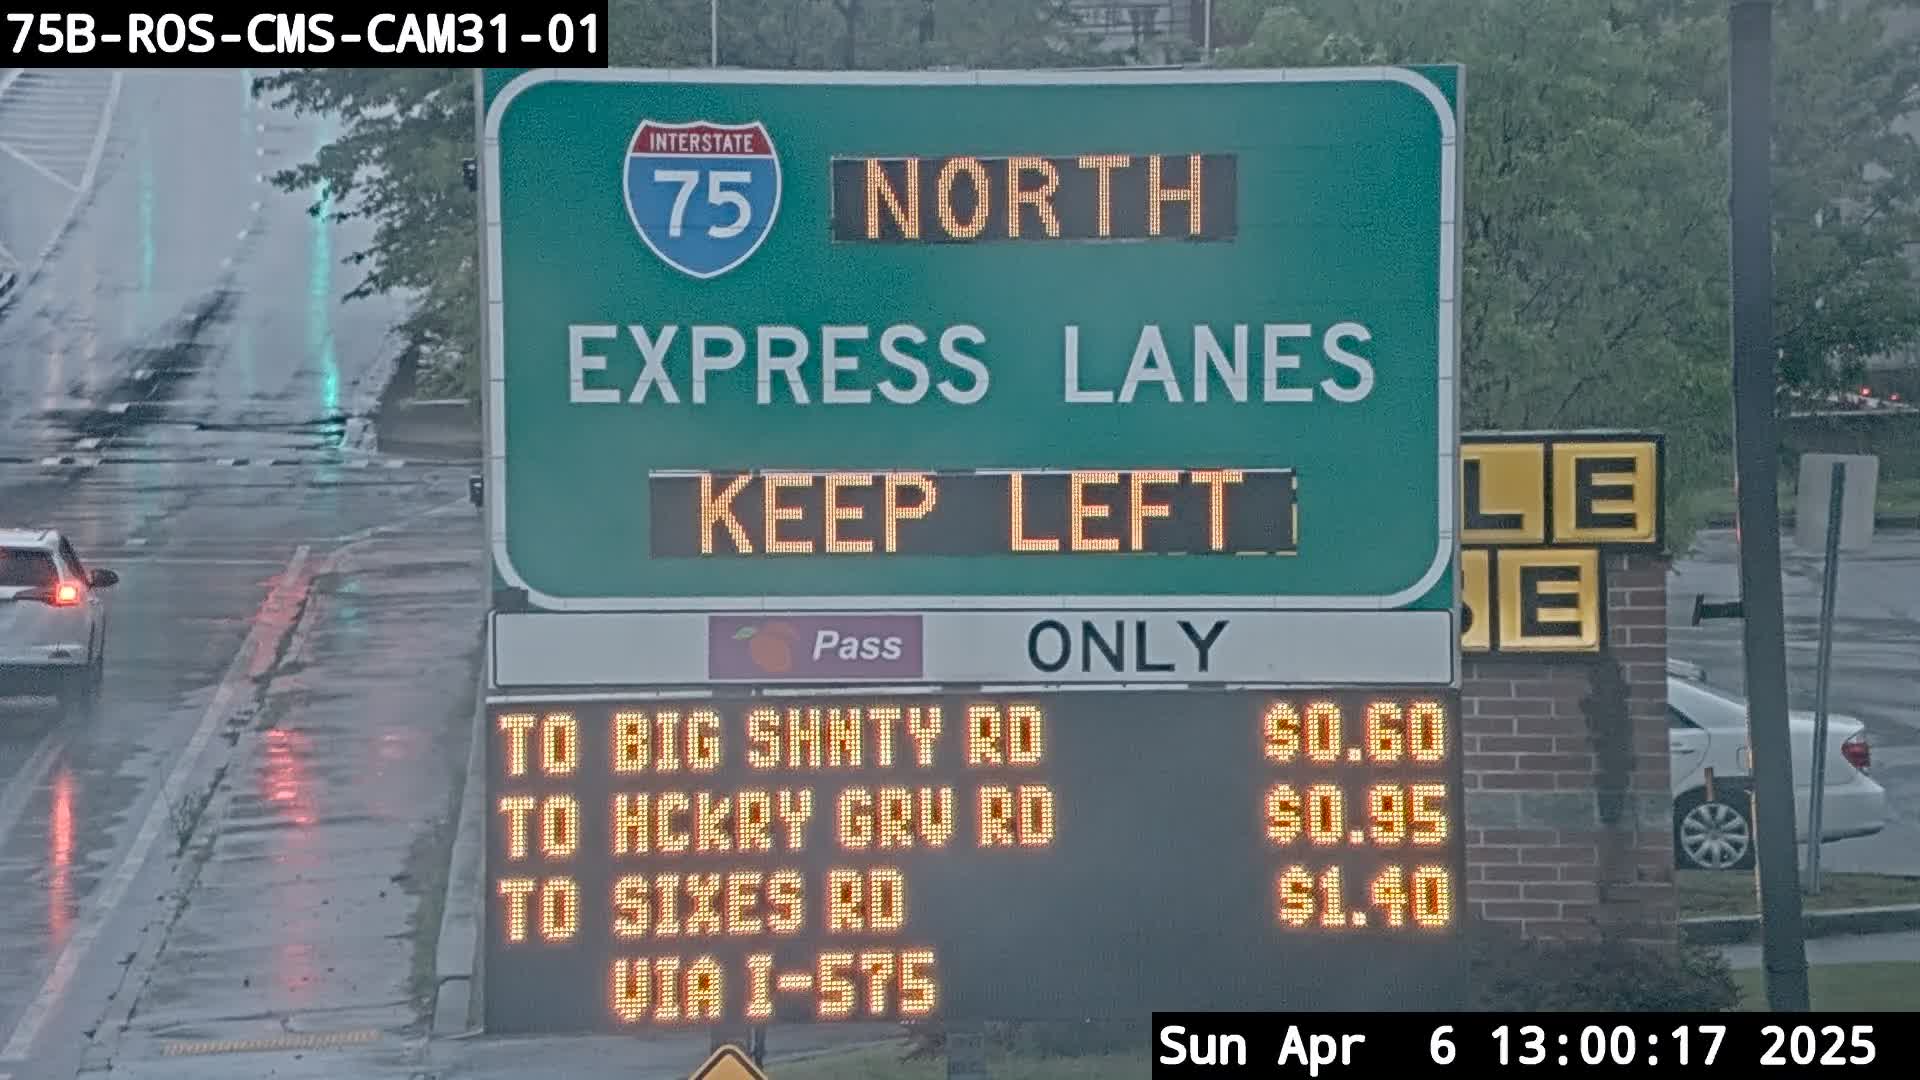 75B-ROS-CMS-CAM31-01
INTERSTATE
75
NORTH
EXPRESS LANES
KEEP LEFT
Pass ONLY
LE
E
TO BIG SHNTY RD $0.60
TO HCKRY GRV RD $0.95
TO SIXES RD $1.40
VIA I-575
Sun Apr 6 13:00:17 2025